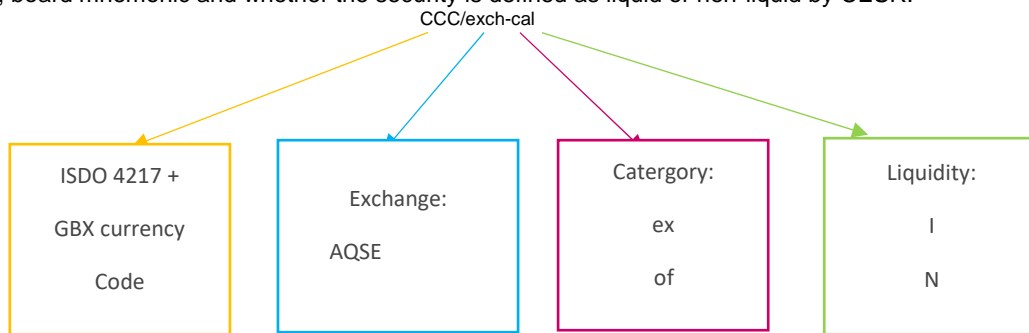 board mnemonic and whether the security is defined as liquid or non-liquid by
CCC/exch-cal
ISDO 4217 +
GBX currency
Code
Exchange:
AQSE
Catergory:
ex
of
Liquidity:
I
N